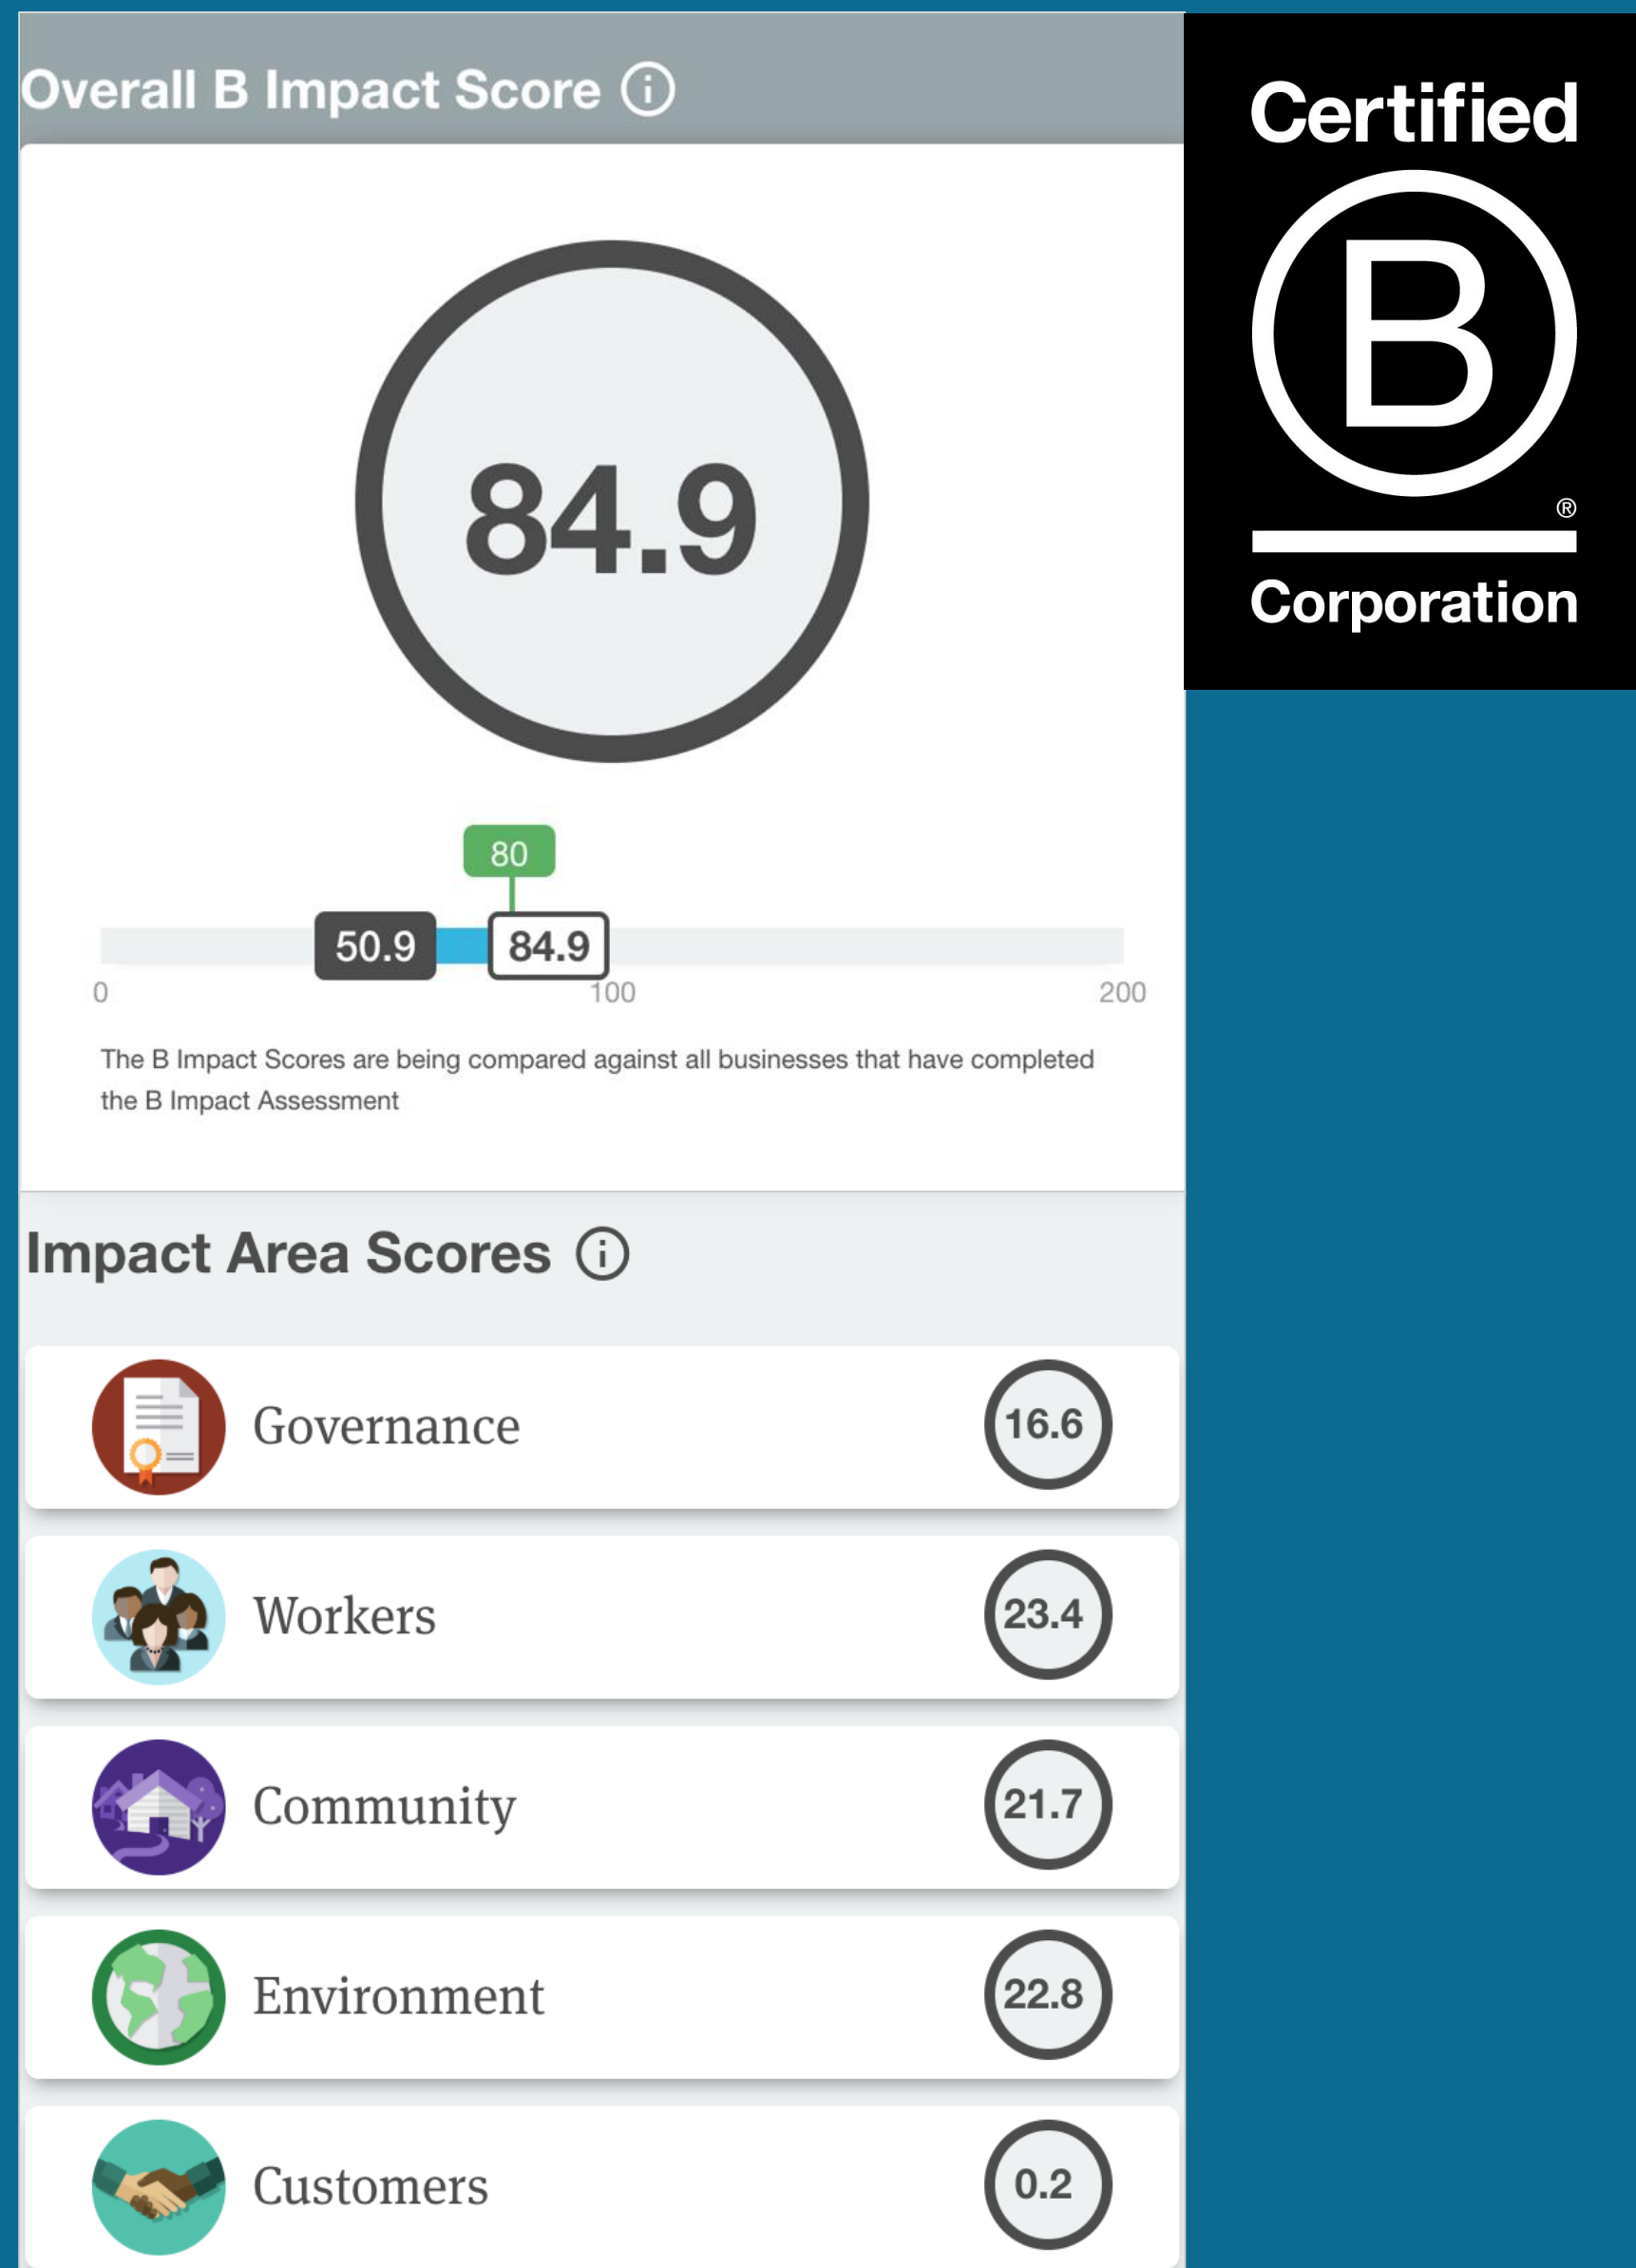 Overall B Impact Score i
84.9
80
50.9 84.9
0 100 200
The B Impact Scores are being compared against all businesses that have completed
the B Impact Assessment
Impact Area Scores i
Governance 16.6
Workers 23.4
Community 21.7
Environment 22.8
Customers 0.2
Certified
B
®
Corporation